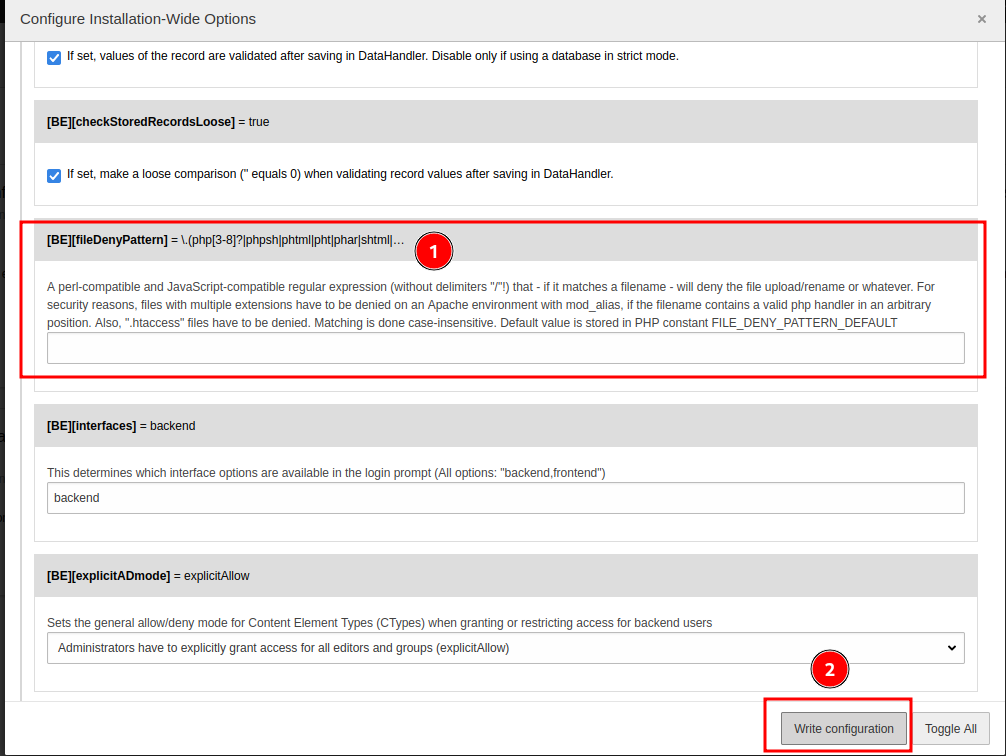 Configure Installation-Wide Options ×
If set, values of the record are validated after saving in DataHandler. Disable only if using a database in strict mode.
[BE][checkStoredRecordsLoose] = true
If set, make a loose comparison ('' equals 0) when validating record values after saving in DataHandler.
[BE][fileDenyPattern] = \.(php[3-8]?|phpsh|phtml|pht|phar|shtml|...
1
A perl-compatible and JavaScript-compatible regular expression (without delimiters "/"!) that - if it matches a filename - will deny the file upload/rename or whatever. For
security reasons, files with multiple extensions have to be denied on an Apache environment with mod_alias, if the filename contains a valid php handler in an arbitrary
position. Also, ".htaccess" files have to be denied. Matching is done case-insensitive. Default value is stored in PHP constant FILE_DENY_PATTERN_DEFAULT
[BE][interfaces] = backend
This determines which interface options are available in the login prompt (All options: "backend,frontend")
backend
[BE][explicitADmode] = explicitAllow
Sets the general allow/deny mode for Content Element Types (CTypes) when granting or restricting access for backend users
Administrators have to explicitly grant access for all editors and groups (explicitAllow)
2
Write configuration
Toggle All